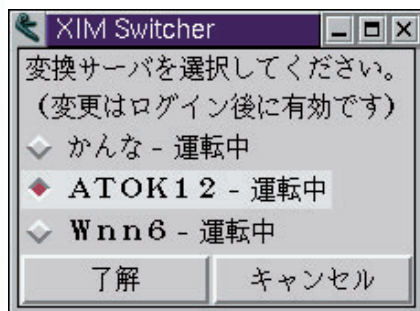 XIM Switcher
変換サーバを選択してください。
（変更はログイン後に有効です）
かんな - 運転中
ＡＴＯＫ１２ - 運転中
Ｗｎｎ６ - 運転中
了解 キャンセル